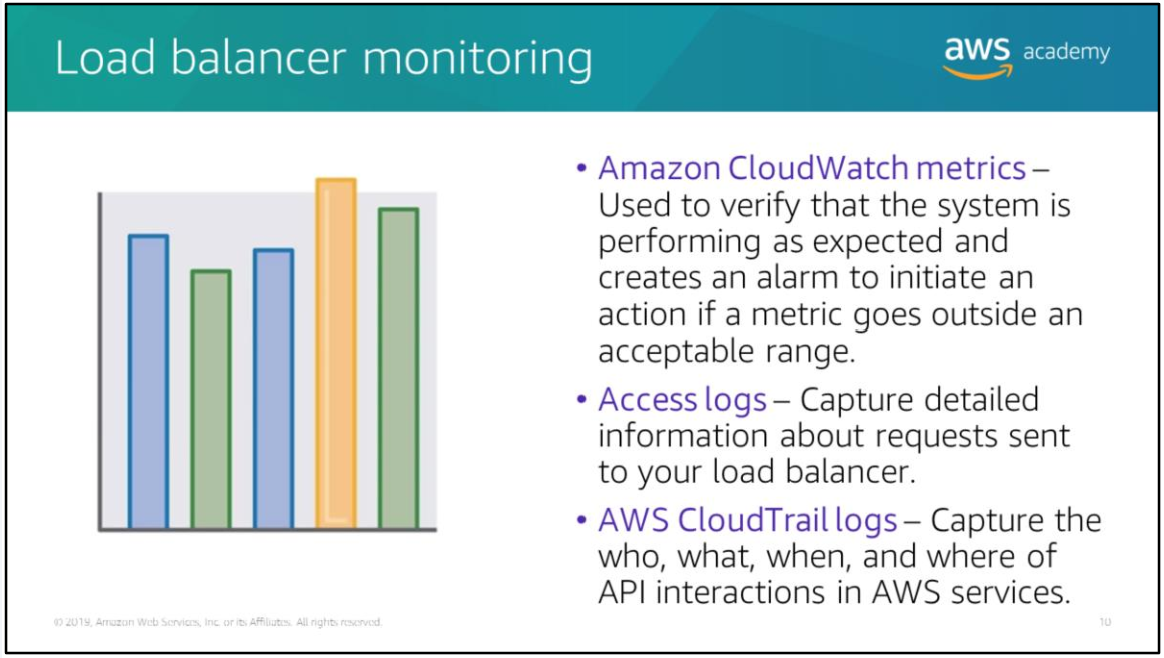 Load balancer monitoring
aws academy
• Amazon CloudWatch metrics –
Used to verify that the system is
performing as expected and
creates an alarm to initiate an
action if a metric goes outside an
acceptable range.
• Access logs – Capture detailed
information about requests sent
to your load balancer.
• AWS CloudTrail logs – Capture the
who, what, when, and where of
API interactions in AWS services.
© 2019, Amazon Web Services, Inc. or its Affiliates. All rights reserved.
10